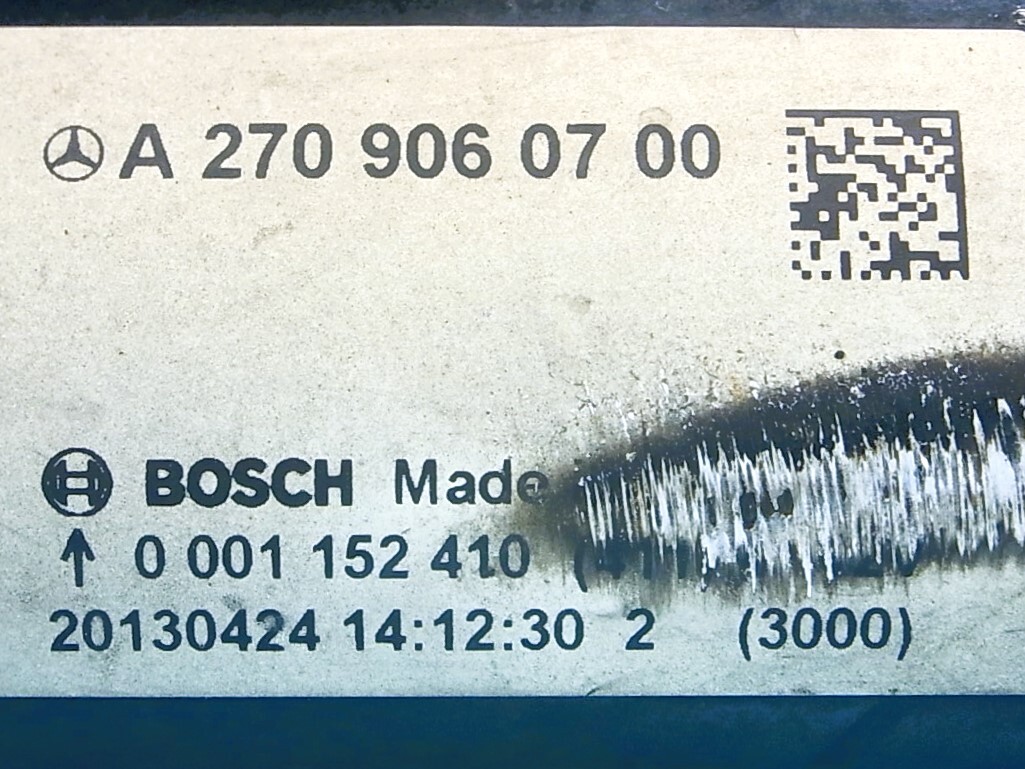 A 270 906 07 00
BOSCH Made
↑ 0 001 152 410
20130424 14:12:30 2 (3000)